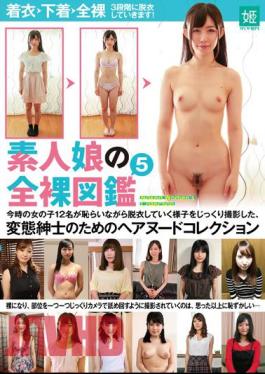 着衣▶下着▶全裸
3段階に脱衣
していきます!
姫
素人娘の
全裸図鑑
5
今時の女の子12名が恥らいながら脱衣していく様子をじっくり撮影した、
変態紳士のためのヘアヌードコレクション
裸になり、部位を一つ一つじっくりカメラで舐め回すように撮影されていくのは、思った以上に恥ずかしい…